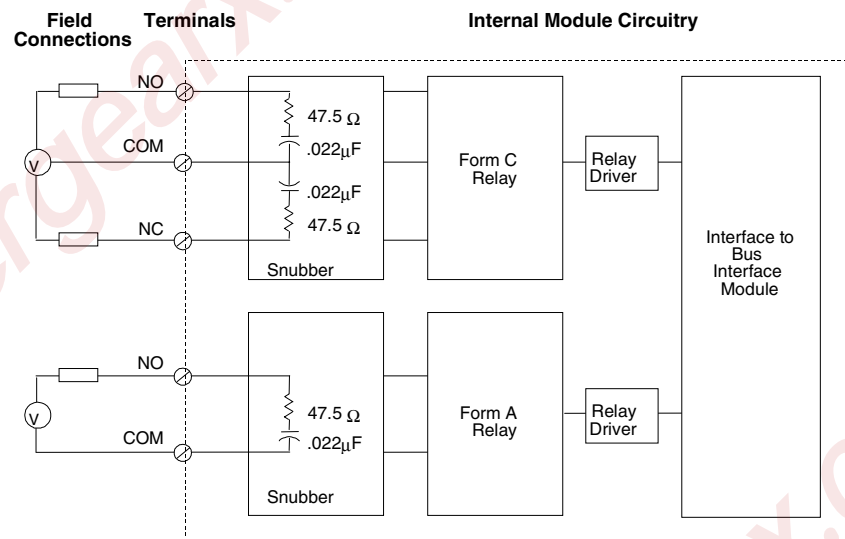 Field
Connections
Terminals
Internal Module Circuitry
NO
COM
NC
V
47.5 Ω
.022µF
.022µF
47.5 Ω
Snubber
Form C
Relay
Relay
Driver
Interface to
Bus
Interface
Module
NO
COM
V
47.5 Ω
.022µF
Snubber
Form A
Relay
Relay
Driver